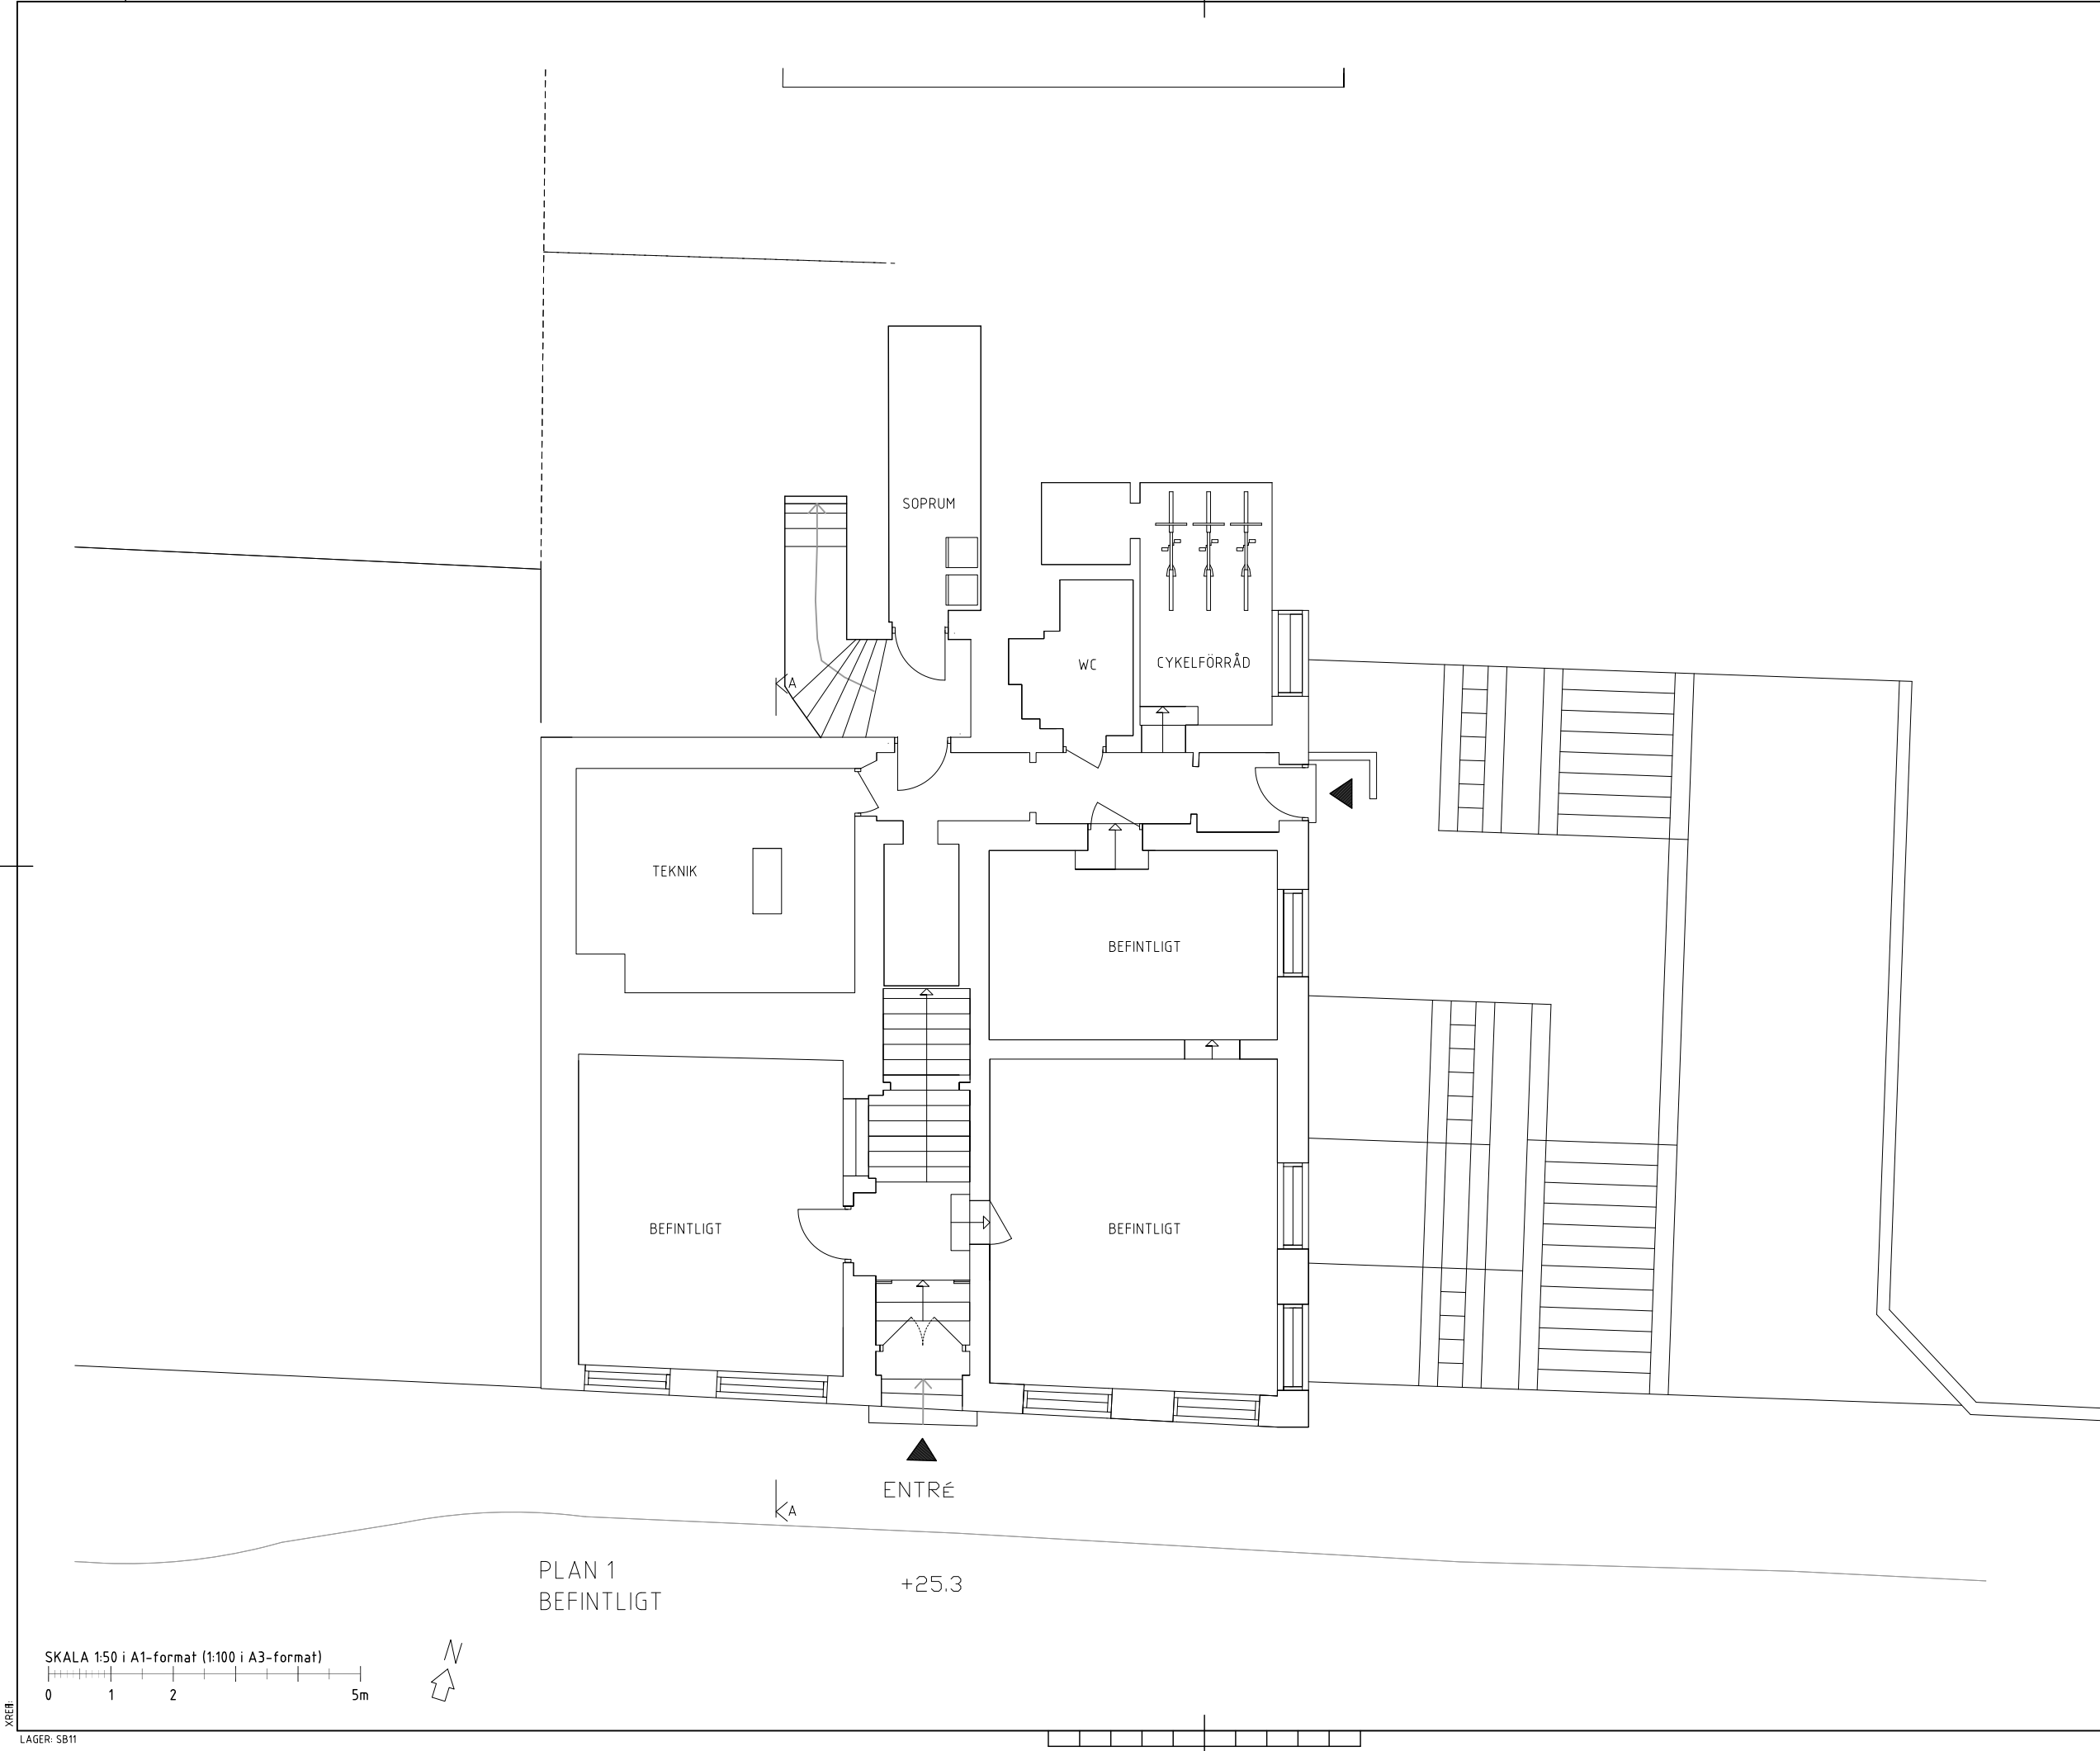 SOPRUM
WC
CYKELFÖRRÅD
A
TEKNIK
BEFINTLIGT
BEFINTLIGT
BEFINTLIGT
ENTRÉ
A
PLAN 1
BEFINTLIGT
+25.3
SKALA 1:50 i A1-format (1:100 i A3-format)
0 1 2 5m
N
LAGER: SB11